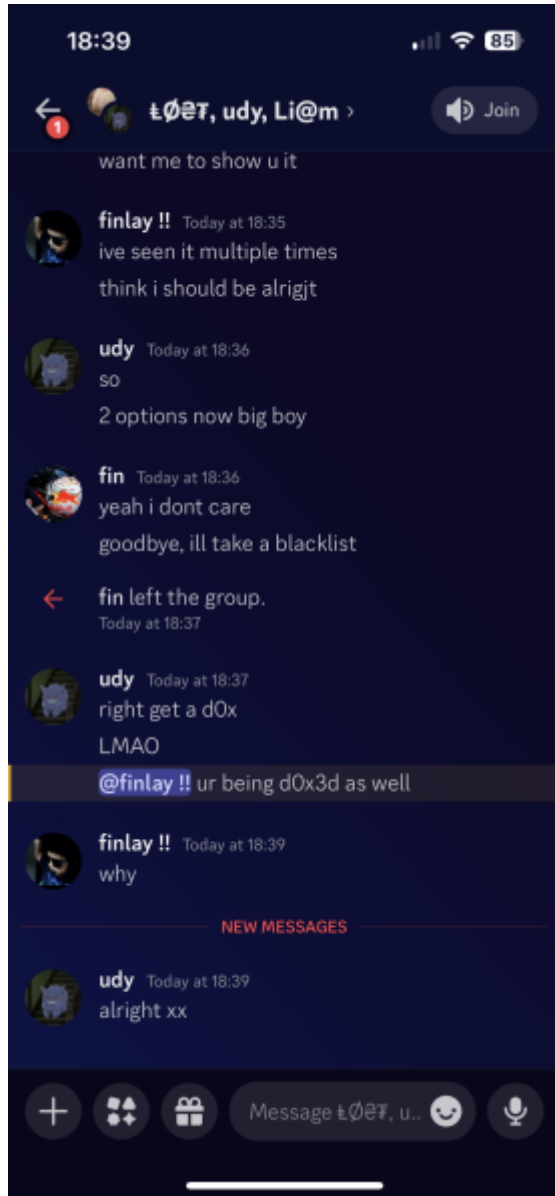 18:39
85
1
ŁØ∉₮, udy, Li@m >
Join
want me to show u it
finlay !! Today at 18:35
ive seen it multiple times
think i should be alrigjt
udy Today at 18:36
so
2 options now big boy
fin Today at 18:36
yeah i dont care
goodbye, ill take a blacklist
fin left the group.
Today at 18:37
udy Today at 18:37
right get a d0x
LMAO
@finlay !! ur being d0x3d as well
finlay !! Today at 18:39
why
NEW MESSAGES
udy Today at 18:39
alright xx
Message ŁØ∉₮, u..